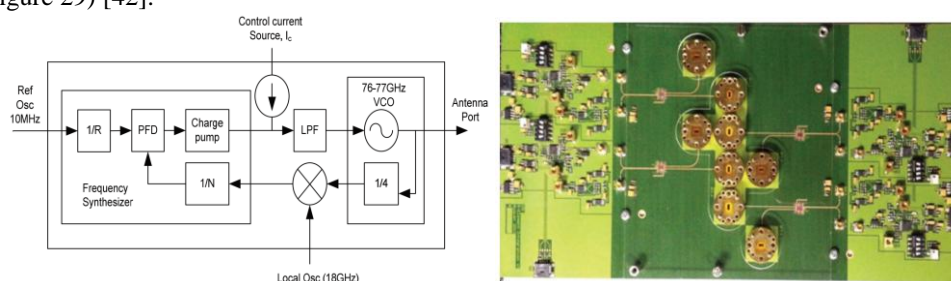 igure 29) [42].
Control current
Source, Ic
76-77GHz
VCO
Ref
Osc
10MHz
Antenna
Port
1/R
PFD
Charge
pump
LPF
1/N
1/4
Frequency
Synthesizer
Local Osc (18GHz)